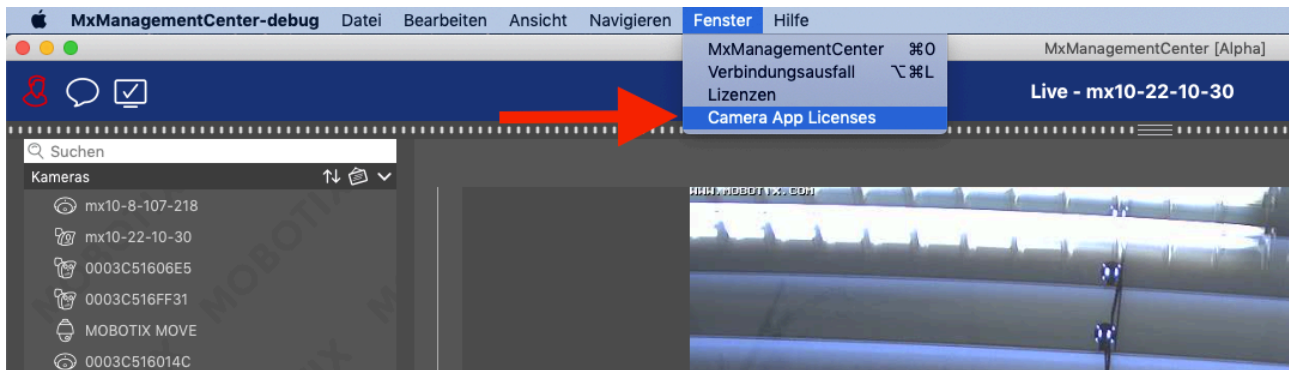 MxManagementCenter-debug Datei Bearbeiten Ansicht Navigieren Fenster Hilfe
MxManagementCenter ⌘0
Verbindungsausfall ⌥⌘L
Lizenzen
Camera App Licenses
MxManagementCenter [Alpha]
Live - mx10-22-10-30
Suchen
Kameras
mx10-8-107-218
mx10-22-10-30
0003C51606E5
0003C516FF31
MOBOTIX MOVE
0003C516014C
WWW.MOBOTIX.COM
MOBOTIX
MOBOTIX